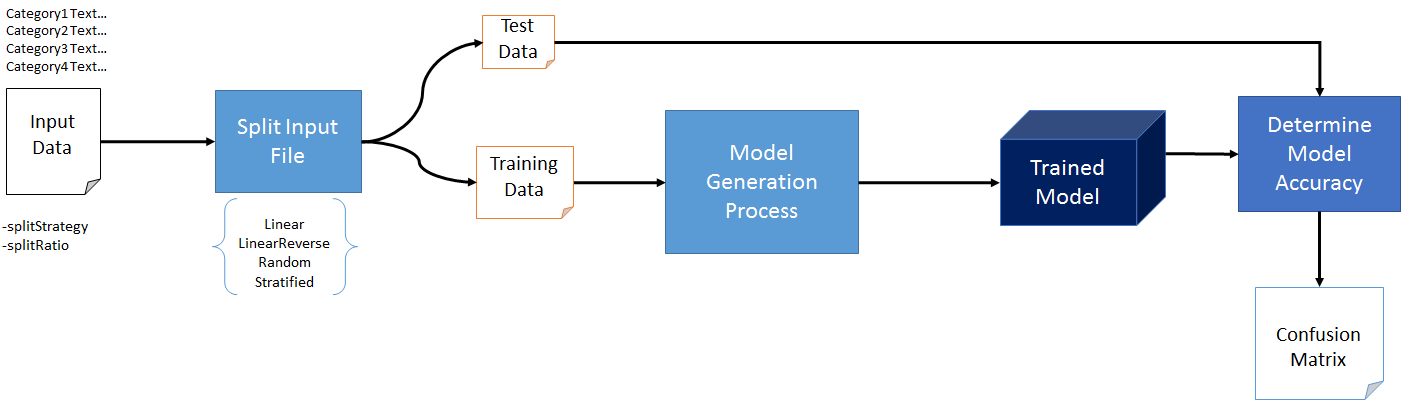 Category1 Text...
Category2 Text...
Category3 Text...
Category4 Text...
Input
Data
-splitStrategy
-splitRatio
Split Input
File
Linear
LinearReverse
Random
Stratified
Test
Data
Training
Data
Model
Generation
Process
Trained
Model
Determine
Model
Accuracy
Confusion
Matrix